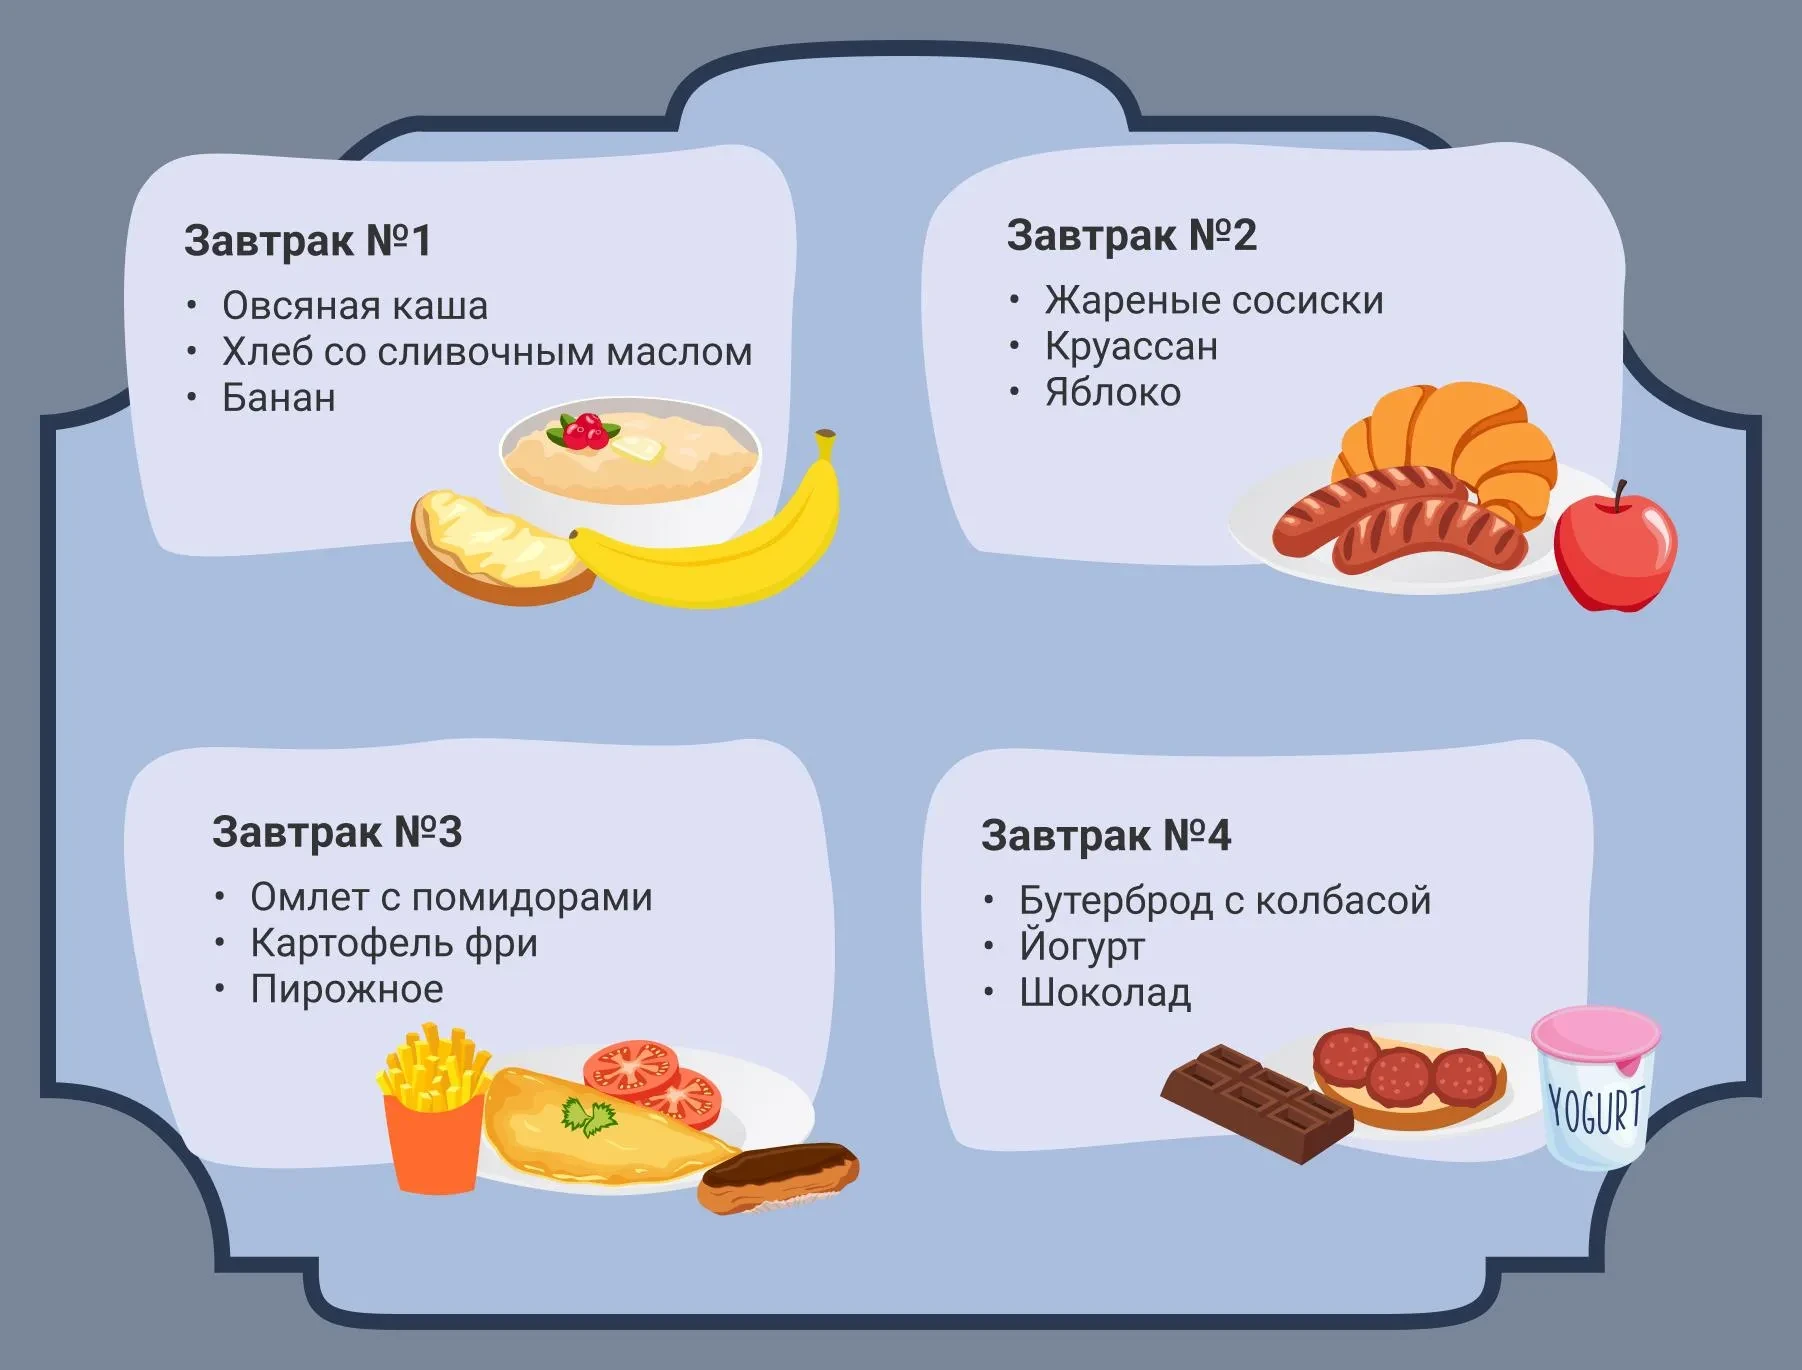 Завтрак №1
• Овсяная каша
• Хлеб со сливочным маслом
• Банан
Завтрак №2
• Жареные сосиски
• Круассан
• Яблоко
Завтрак №3
• Омлет с помидорами
• Картофель фри
• Пирожное
Завтрак №4
• Бутерброд с колбасой
• Йогурт
• Шоколад
YOGURT